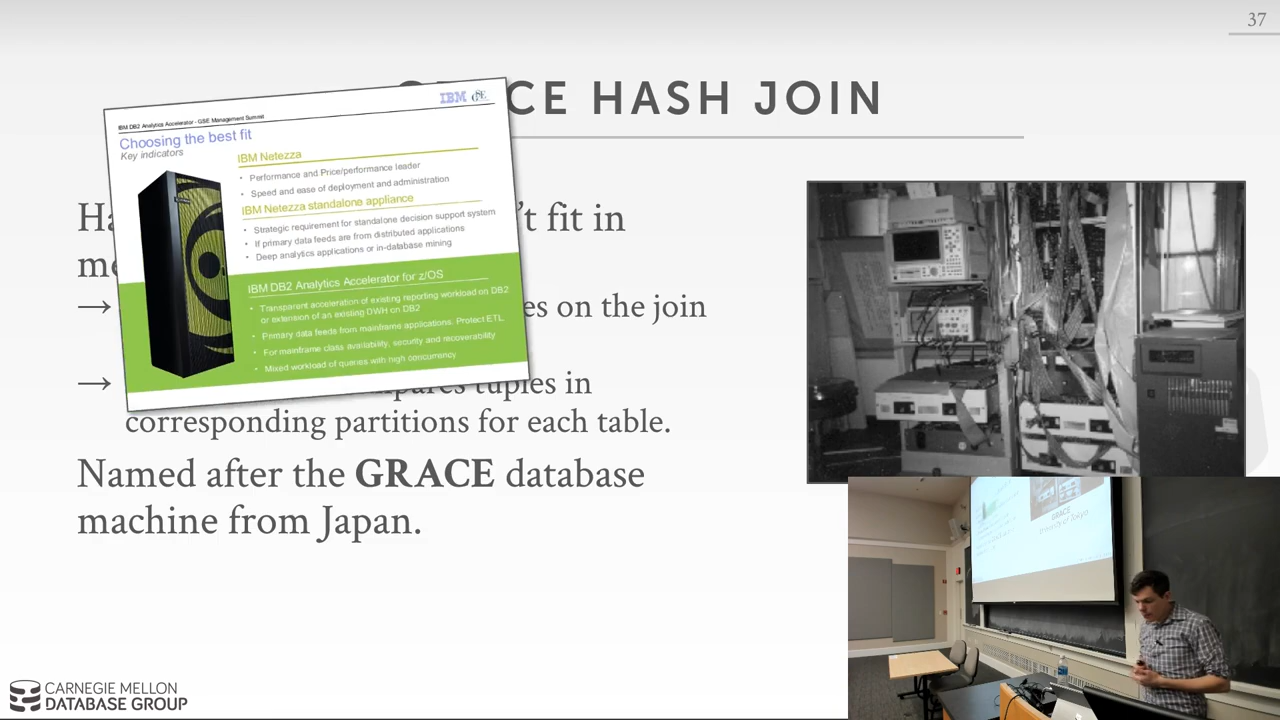 37
CE HASH JOIN
IBM
IBM DB2 Analytics Accelerator - GSE Management Summit
Choosing the best fit
Key indicators
IBM Netezza
• Performance and Price/performance leader
• Speed and ease of deployment and administration
IBM Netezza standalone appliance
• Strategic requirement for standalone decision support system
• If primary data feeds are from distributed applications
• Deep analytics applications or in-database mining
IBM DB2 Analytics Accelerator for z/OS
• Transparent acceleration of existing reporting workload on DB2
or extension of an existing DWH on DB2
• Primary data feeds from mainframe applications. Protect ETL
• For mainframe class availability, security and recoverability
• Mixed workload of queries with high concurrency
Ha ’t fit in
me
→ es on the join
→ pares tuples in
corresponding partitions for each table.
Named after the GRACE database
machine from Japan.
GRACE
University of Tokyo
CARNEGIE MELLON
DATABASE GROUP